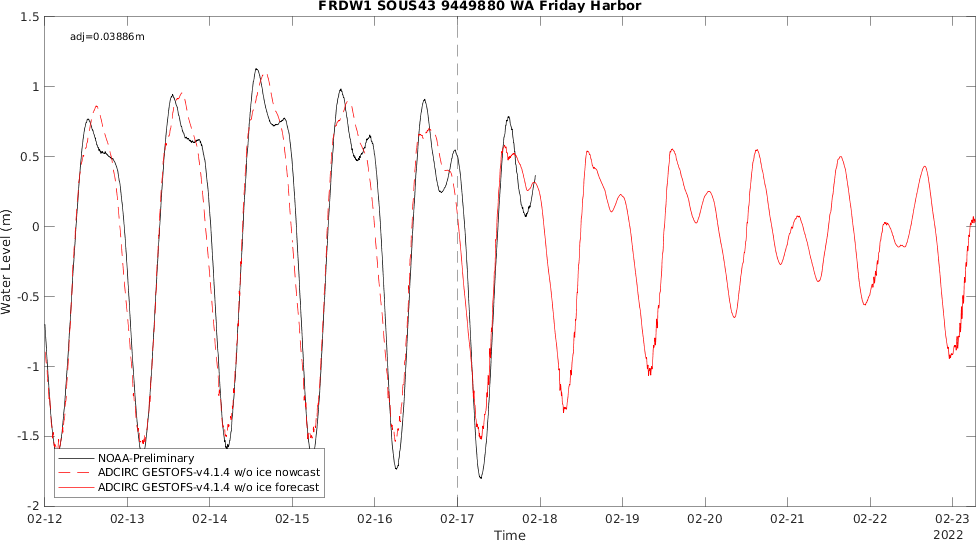 FRDW1 SOUS43 9449880 WA Friday Harbor
adj=0.03886m
Water Level (m)
1.5
1
0.5
0
-0.5
-1
-1.5
-2
NOAA-Preliminary
ADCIRC GESTOFS-v4.1.4 w/o ice nowcast
ADCIRC GESTOFS-v4.1.4 w/o ice forecast
02-12 02-13 02-14 02-15 02-16 02-17 02-18 02-19 02-20 02-21 02-22 02-23
2022
Time